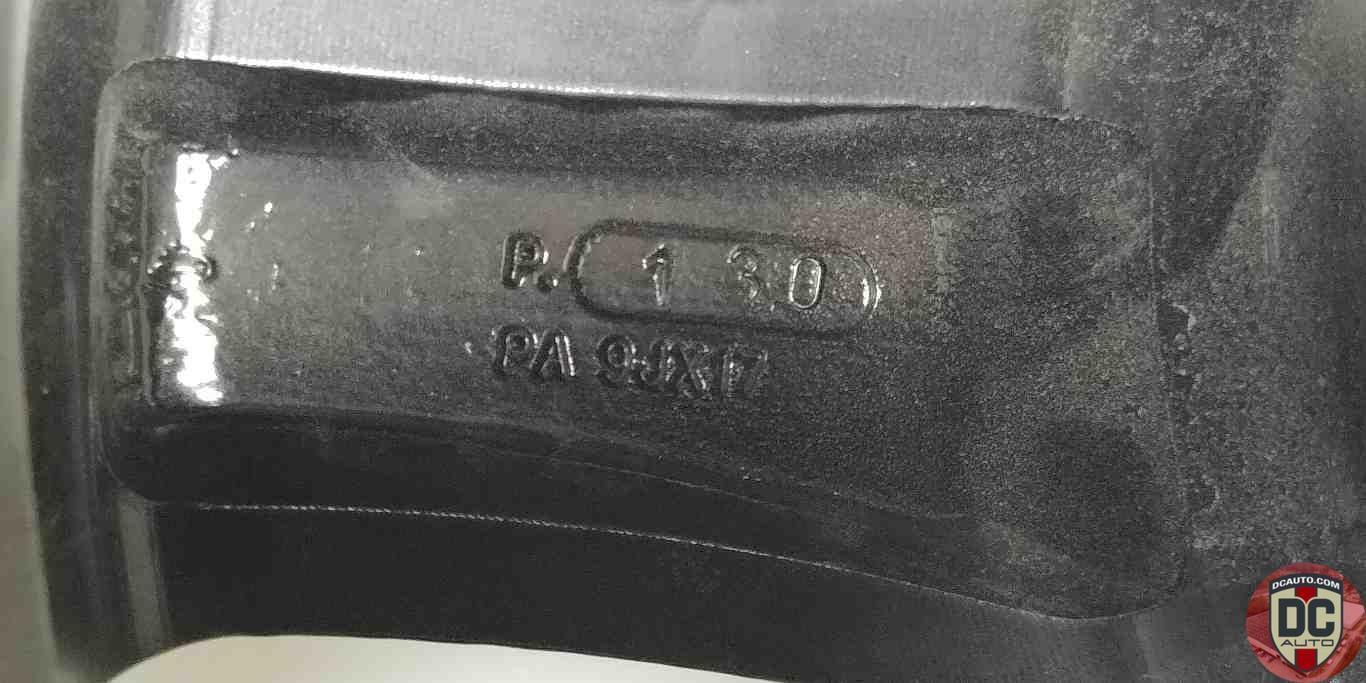 R. 1 30
PA 9JX17
DCAUTO.COM
DC
AUTO